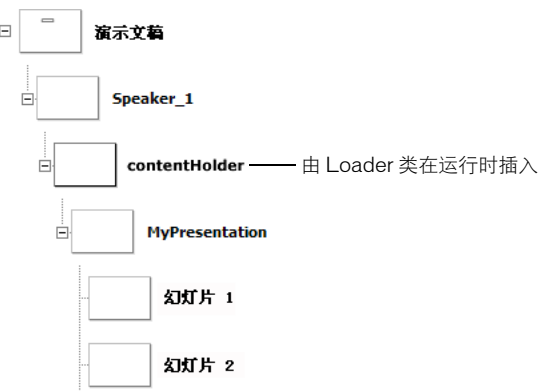 演示文稿
Speaker_1
contentHolder 由 Loader 类在运行时插入
MyPresentation
幻灯片 1
幻灯片 2